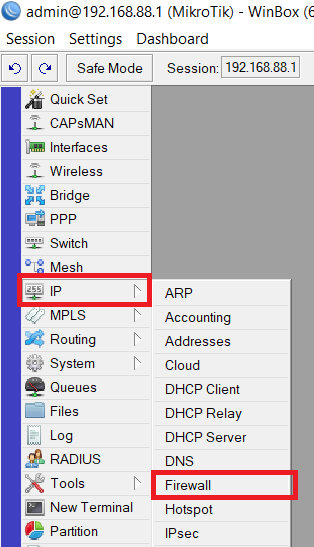 admin@192.168.88.1 (MikroTik) - WinBox (6
Session Settings Dashboard
Safe Mode Session: 192.168.88.1
Quick Set
CAPsMAN
Interfaces
Wireless
Bridge
PPP
Switch
Mesh
255 IP
ARP
MPLS
Accounting
Routing
Addresses
System
Cloud
Queues
DHCP Client
Files
DHCP Relay
Log
DHCP Server
RADIUS
DNS
Tools
Firewall
New Terminal
Hotspot
Partition
IPsec